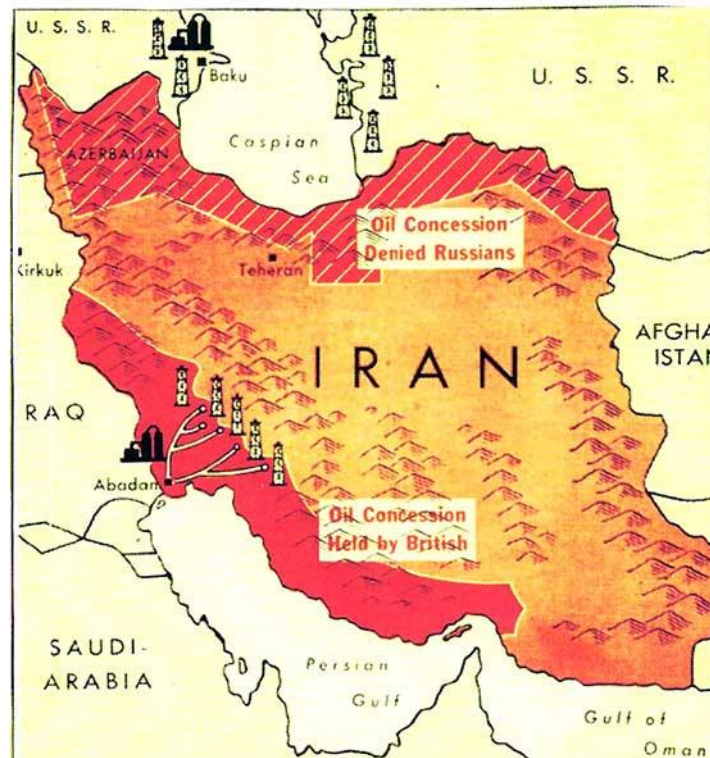 U. S. S. R.
Baku
U. S. S. R.
Caspian
Sea
AZERBAIJAN
Oil Concession
Denied Russians
Kirkuk
Teheran
IRAN
AFGHA
ISTAN
RAQ
Abadan
Oil Concession
Held by British
SAUDI-
ARABIA
Persian
Gulf
Gulf of
Oman